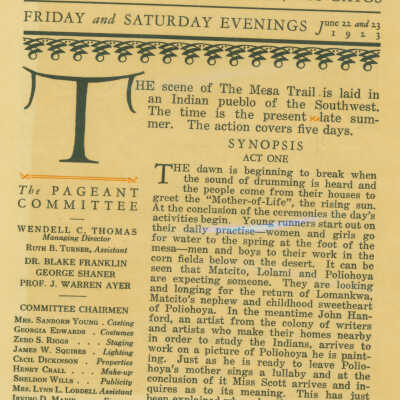 FRIDAY and SATURDAY EVENINGS June 22 and 23
1923
THE scene of The Mesa Trail is laid in
an Indian pueblo of the Southwest.
The time is the present late sum-
mer. The action covers five days.
SYNOPSIS
ACT ONE
THE dawn is beginning to break when
the sound of drumming is heard and
the people come from their houses to
greet the "Mother-of-Life", the rising sun.
At the conclusion of the ceremonies the day's
activities begin. Young runners start out on
their daily practise—women and girls go
for water to the spring at the foot of the
mesa—men and boys to their work in the
corn fields below on the desert. It can be
seen that Matcito, Lolami and Poliohoya
are expecting someone. They are looking
and longing for the return of Lomankwa,
Matcito's nephew and childhood sweetheart
of Poliohoya. In the meantime John Han-
ford, an artist from the colony of writers
and artists who make their homes nearby
in order to study the Indians, arrives to
work on a picture of Poliohoya he is paint-
ing. Just as he is ready to leave Polio-
hoya's mother sings a lullaby and at the
conclusion of it Miss Scott arrives and in-
quires as to its meaning. This has just
been explained
The PAGEANT
COMMITTEE
WENDELL C. THOMAS
Managing Director
RUTH B. TURNER, Assistant
DR. BLAKE FRANKLIN
GEORGE SHANER
PROF. J. WARREN AYER
COMMITTEE CHAIRMEN
MRS. SANBORN YOUNG . Casting
GEORGIA EDWARDS . Costumes
ZEDD S. RIGGS . . Staging
JAMES W. SQUIRES . Lighting
CECIL DICKINSON . Properties
HENRY CRALL . . Make-up
SHELDON WILLS . . Publicity
MRS. LYNN L. LORDELL Assistant